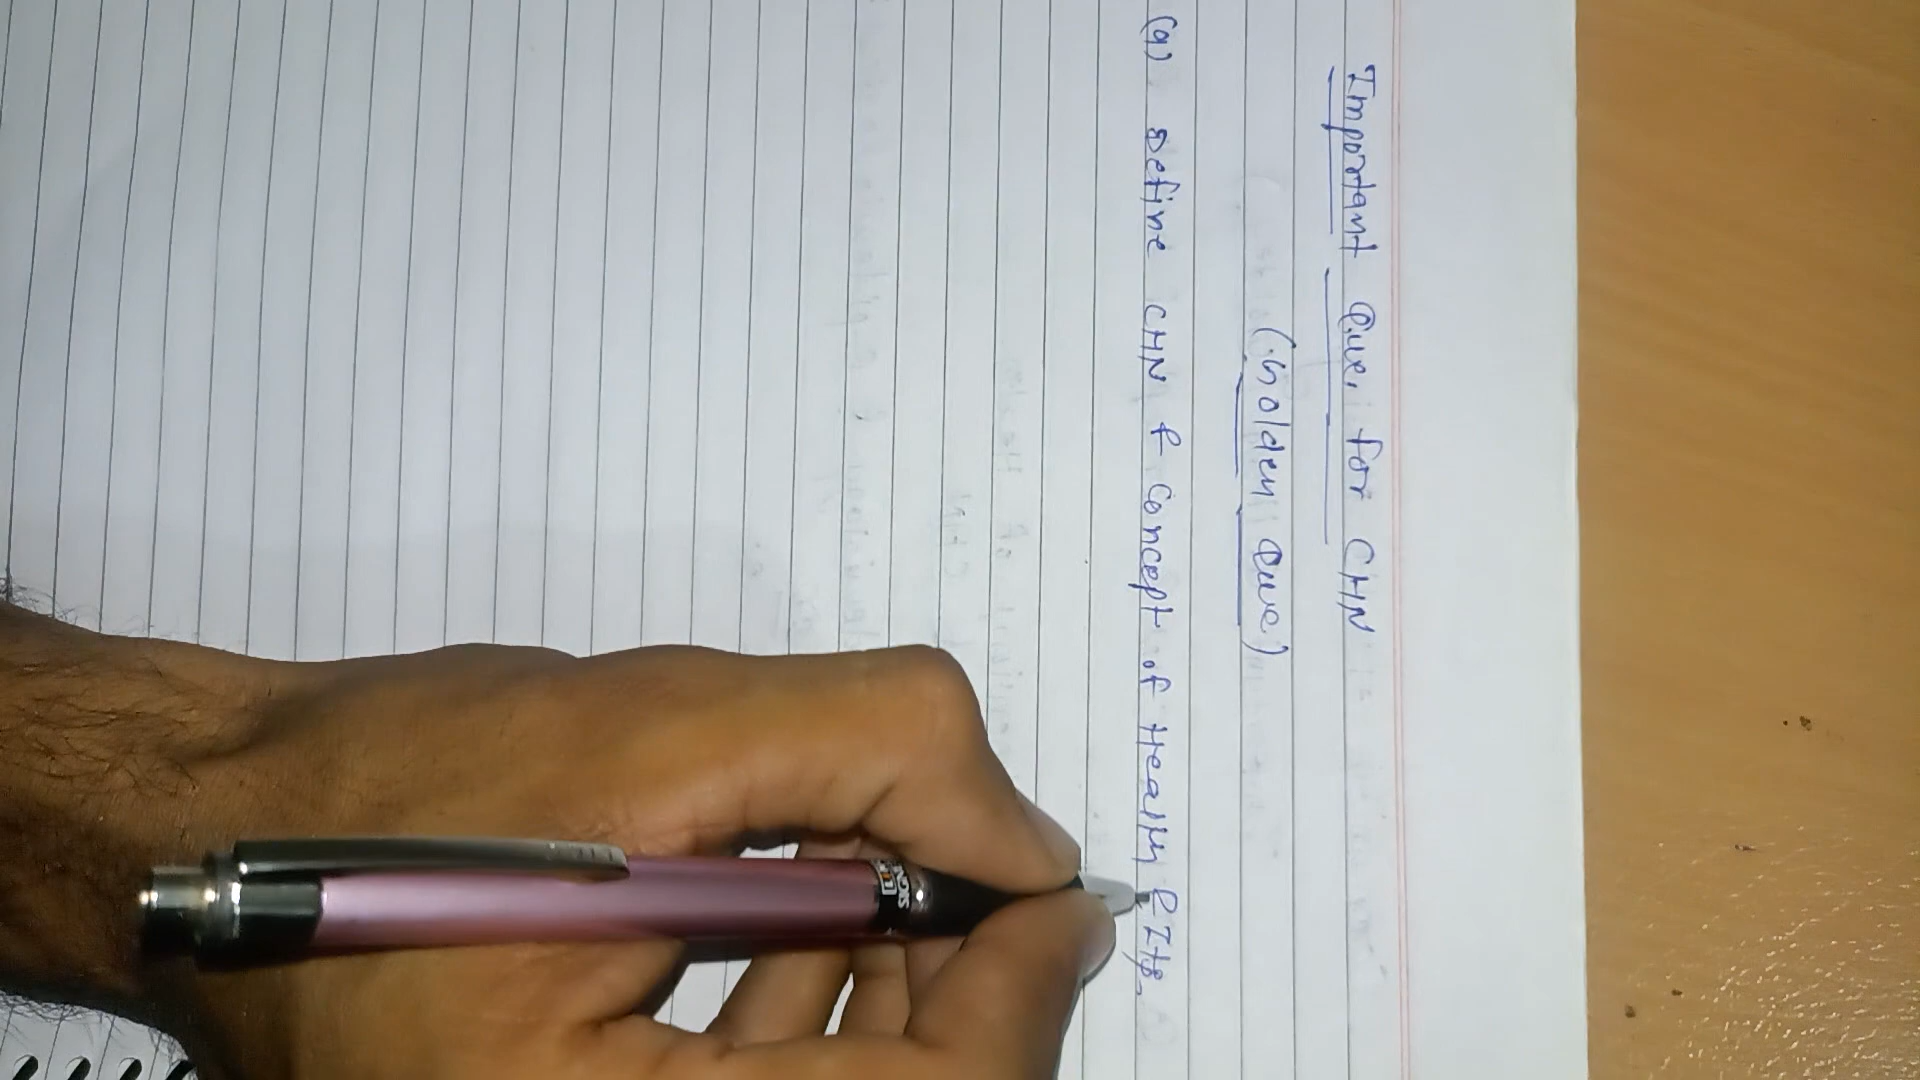 Important Que. for CHN
(Golden Que)
(a) Define CHN & Concept of Health & Its